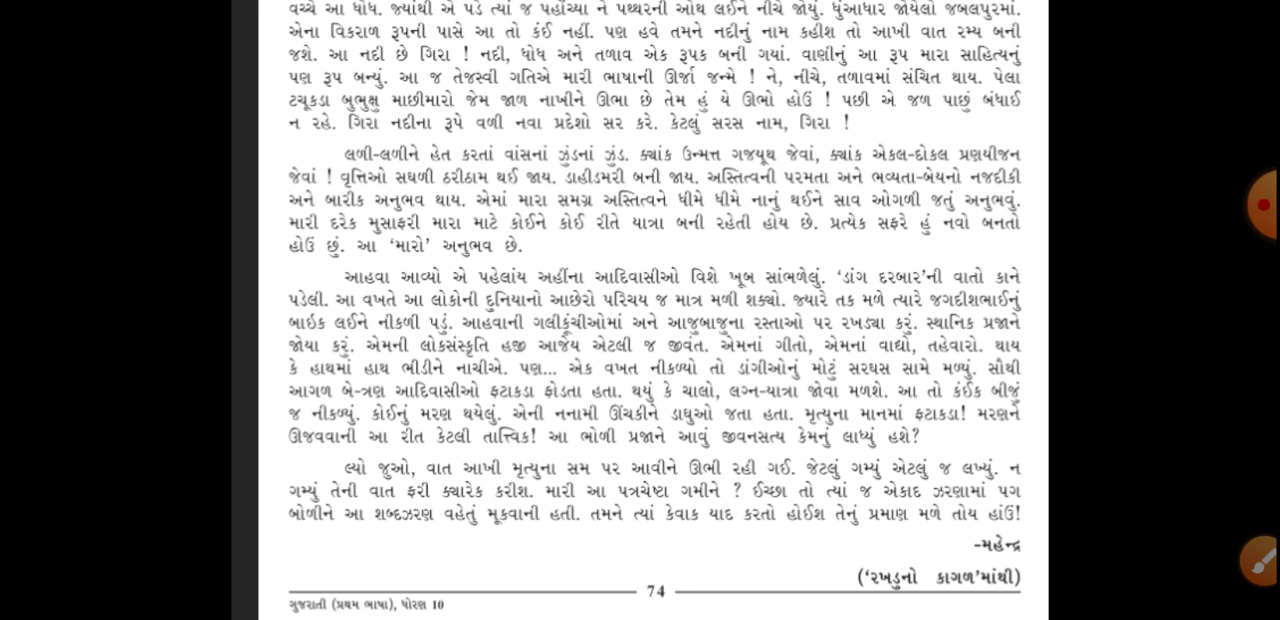 વચ્ચે આ ધોધ. જ્યાંથી એ પડે ત્યાં જ પહોંચ્યા ને પથ્થરની ઓથ લઈને નીચે જોયું. ધુંઆધાર જોયેલો જબલપુરમાં.
એના વિકરાળ રૂપની પાસે આ તો કંઈ નહીં. પણ હવે તમને નદીનું નામ કહીશ તો આખી વાત રમ્ય બની
જશે. આ નદી છે ગિરા ! નદી, ધોધ અને તળાવ એક રૂપક બની ગયાં. વાણીનું આ રૂપ મારા સાહિત્યનું
પણ રૂપ બન્યું. આ જ તેજસ્વી ગતિએ મારી ભાષાની ઊર્જા જન્મે ! ને, નીચે, તળાવમાં સંચિત થાય. પેલા
ટચૂકડા બુભુક્ષુ માછીમારો જેમ જાળ નાખીને ઊભા છે તેમ હું યે ઊભો હોઉં ! પછી એ જળ પાછું બંધાઈ
ન રહે. ગિરા નદીના રૂપે વળી નવા પ્રદેશો સર કરે. કેટલું સરસ નામ, ગિરા !
લળી-લળીને હેત કરતાં વાંસનાં ઝુંડનાં ઝુંડ. ક્યાંક ઉન્મત્ત ગજયૂથ જેવાં, ક્યાંક એકલ-દોકલ પ્રણયીજન
જેવાં ! વૃત્તિઓ સઘળી ઠરીઠામ થઈ જાય. ડાહીડમરી બની જાય. અસ્તિત્વની પરમતા અને ભવ્યતા-બેયનો નજદીકી
અને બારીક અનુભવ થાય. એમાં મારા સમગ્ર અસ્તિત્વને ધીમે ધીમે નાનું થઈને સાવ ઓગળી જતું અનુભવું.
મારી દરેક મુસાફરી મારા માટે કોઈને કોઈ રીતે યાત્રા બની રહેતી હોય છે. પ્રત્યેક સફરે હું નવો બનતો
હોઉં છું. આ ‘મારો’ અનુભવ છે.
આહવા આવ્યો એ પહેલાંય અહીંના આદિવાસીઓ વિશે ખૂબ સાંભળેલું. ‘ડાંગ દરબાર’ની વાતો કાને
પડેલી. આ વખતે આ લોકોની દુનિયાનો આછેરો પરિચય જ માત્ર મળી શક્યો. જ્યારે તક મળે ત્યારે જગદીશભાઈનું
બાઇક લઈને નીકળી પડું. આહવાની ગલીકૂંચીઓમાં અને આજુબાજુના રસ્તાઓ પર રખડ્યા કરું. સ્થાનિક પ્રજાને
જોયા કરું. એમની લોકસંસ્કૃતિ હજી આજેય એટલી જ જીવંત. એમનાં ગીતો, એમનાં વાદ્યો, તહેવારો. થાય
કે હાથમાં હાથ ભીડીને નાચીએ. પણ... એક વખત નીકળ્યો તો ડાંગીઓનું મોટું સરઘસ સામે મળ્યું. સૌથી
આગળ બે-ત્રણ આદિવાસીઓ ફટાકડા ફોડતા હતા. થયું કે ચાલો, લગ્ન-યાત્રા જોવા મળશે. આ તો કંઈક બીજું
જ નીકળ્યું. કોઈનું મરણ થયેલું. એની નનામી ઊંચકીને ડાઘુઓ જતા હતા. મૃત્યુના માનમાં ફટાકડા! મરણને
ઊજવવાની આ રીત કેટલી તાત્ત્વિક! આ ભોળી પ્રજાને આવું જીવનસત્ય કેમનું લાધ્યું હશે?
લ્યો જુઓ, વાત આખી મૃત્યુના સમ પર આવીને ઊભી રહી ગઈ. જેટલું ગમ્યું એટલું જ લખ્યું. ન
ગમ્યું તેની વાત ફરી ક્યારેક કરીશ. મારી આ પત્રચેષ્ટા ગમીને ? ઈચ્છા તો ત્યાં જ એકાદ ઝરણામાં પગ
બોળીને આ શબ્દઝરણ વહેતું મૂકવાની હતી. તમને ત્યાં કેવાક યાદ કરતો હોઈશ તેનું પ્રમાણ મળે તોય હાંઉં!
-મહેન્દ્ર
(‘રખડુનો કાગળ’માંથી)
74
ગુજરાતી (પ્રથમ ભાષા), ધોરણ 10